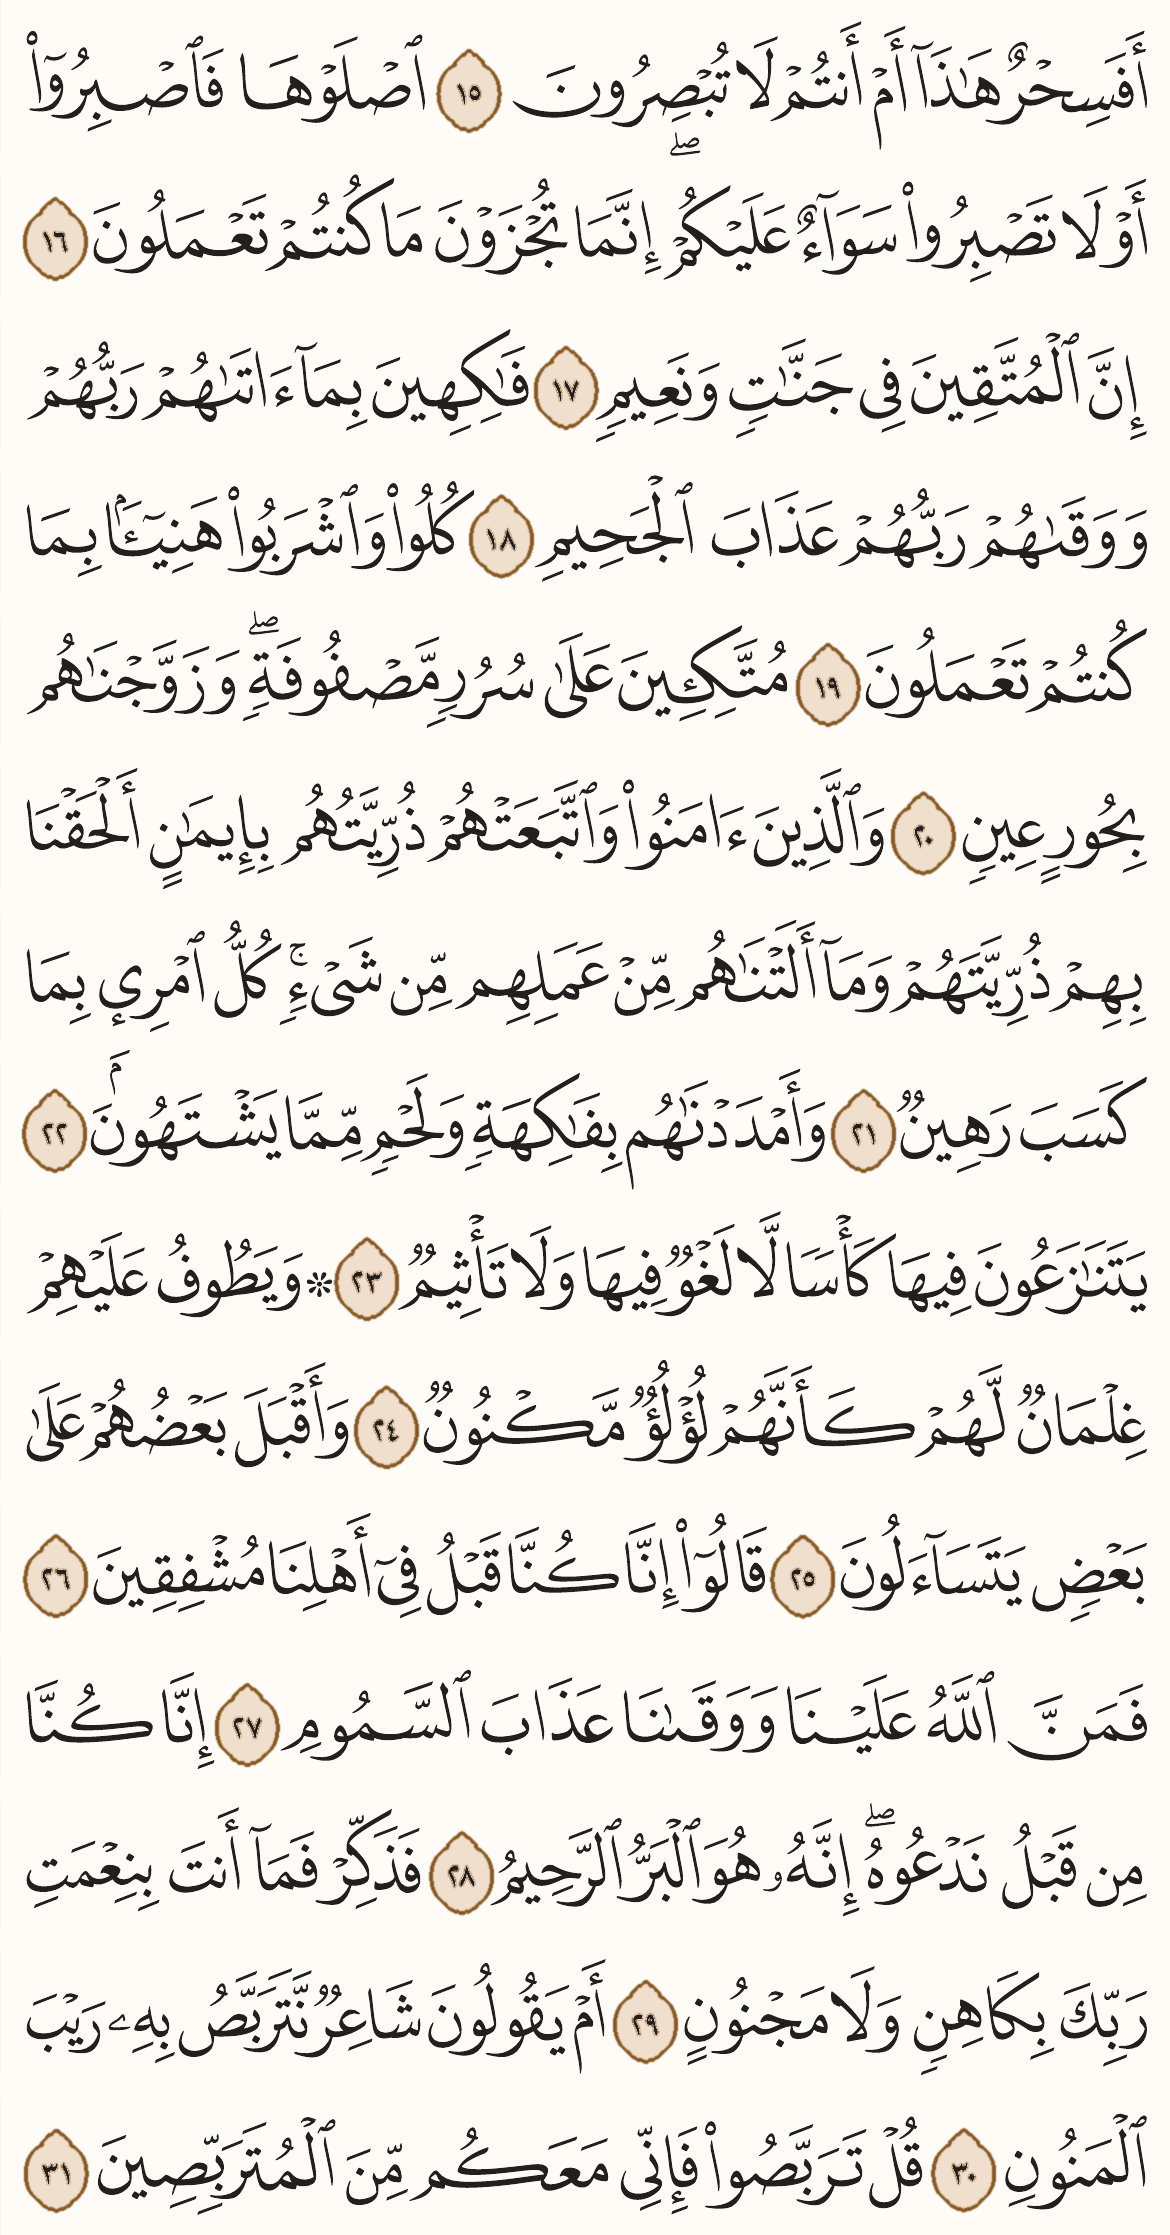 أَفَسِحْرٌ هَٰذَآ أَمْ أَنتُمْ لَا تُبْصِرُونَ ١٥ ٱصْلَوْهَا فَٱصْبِرُوٓا۟
أَوْ لَا تَصْبِرُوا۟ سَوَآءٌ عَلَيْكُمْ ۖ إِنَّمَا تُجْزَوْنَ مَا كُنتُمْ تَعْمَلُونَ ١٦
إِنَّ ٱلْمُتَّقِينَ فِى جَنَّٰتٍ وَنَعِيمٍ ١٧ فَٰكِهِينَ بِمَآ ءَاتَىٰهُمْ رَبُّهُمْ
وَوَقَىٰهُمْ رَبُّهُمْ عَذَابَ ٱلْجَحِيمِ ١٨ كُلُوا۟ وَٱشْرَبُوا۟ هَنِيٓـًٔۢا بِمَا
كُنتُمْ تَعْمَلُونَ ١٩ مُتَّكِـِٔينَ عَلَىٰ سُرُرٍ مَّصْفُوفَةٍ ۖ وَزَوَّجْنَٰهُم
بِحُورٍ عِينٍ ٢٠ وَٱلَّذِينَ ءَامَنُوا۟ وَٱتَّبَعَتْهُمْ ذُرِّيَّتُهُم بِإِيمَٰنٍ أَلْحَقْنَا
بِهِمْ ذُرِّيَّتَهُمْ وَمَآ أَلَتْنَٰهُم مِّنْ عَمَلِهِم مِّن شَىْءٍ ۚ كُلُّ ٱمْرِئٍ بِمَا
كَسَبَ رَهِينٌ ٢١ وَأَمْدَدْنَٰهُم بِفَٰكِهَةٍ وَلَحْمٍ مِّمَّا يَشْتَهُونَ ٢٢
يَتَنَٰزَعُونَ فِيهَا كَأْسًا لَّا لَغْوٌ فِيهَا وَلَا تَأْثِيمٌ ٢٣ ۞ وَيَطُوفُ عَلَيْهِمْ
غِلْمَانٌ لَّهُمْ كَأَنَّهُمْ لُؤْلُؤٌ مَّكْنُونٌ ٢٤ وَأَقْبَلَ بَعْضُهُمْ عَلَىٰ
بَعْضٍ يَتَسَآءَلُونَ ٢٥ قَالُوٓا۟ إِنَّا كُنَّا قَبْلُ فِىٓ أَهْلِنَا مُشْفِقِينَ ٢٦
فَمَنَّ ٱللَّهُ عَلَيْنَا وَوَقَىٰنَا عَذَابَ ٱلسَّمُومِ ٢٧ إِنَّا كُنَّا
مِن قَبْلُ نَدْعُوهُ ۖ إِنَّهُۥ هُوَ ٱلْبَرُّ ٱلرَّحِيمُ ٢٨ فَذَكِّرْ فَمَآ أَنتَ بِنِعْمَتِ
رَبِّكَ بِكَاهِنٍ وَلَا مَجْنُونٍ ٢٩ أَمْ يَقُولُونَ شَاعِرٌ نَّتَرَبَّصُ بِهِۦ رَيْبَ
ٱلْمَنُونِ ٣٠ قُلْ تَرَبَّصُوا۟ فَإِنِّى مَعَكُم مِّنَ ٱلْمُتَرَبِّصِينَ ٣١